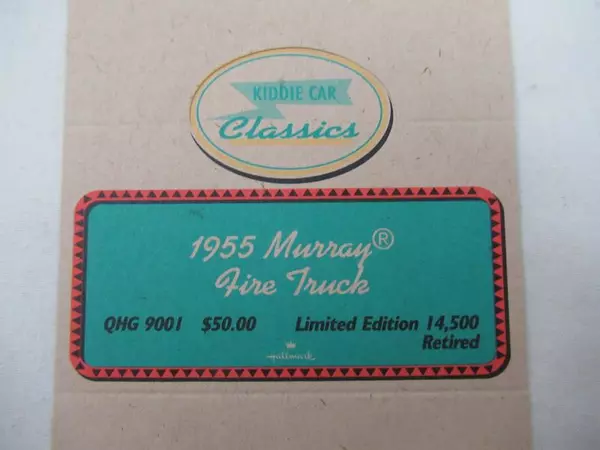 KIDDIE CAR
Classics
1955 Murray®
Fire Truck
QHG 9001 $50.00 Limited Edition 14,500
Retired
Hallmark